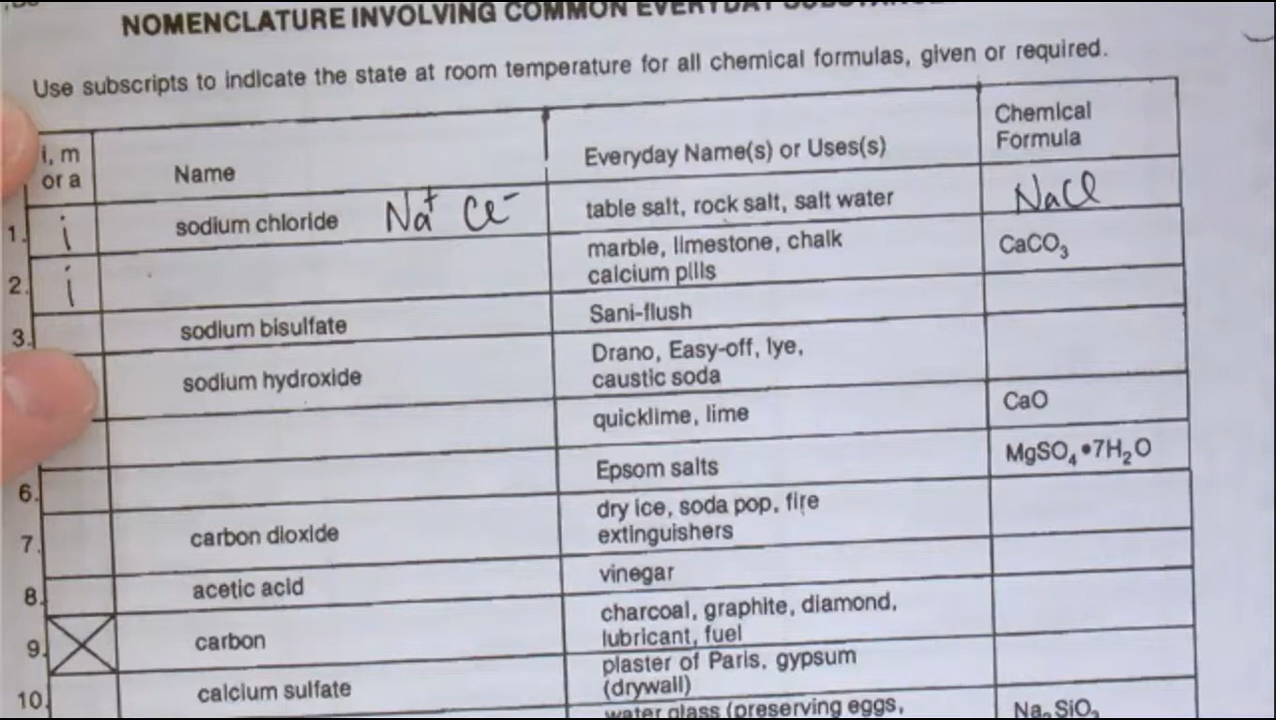 NOMENCLATURE INVOLVING COMMON EVERYDAY
Use subscripts to indicate the state at room temperature for all chemical formulas, given or required.
i, m or a
Name
Everyday Name(s) or Uses(s)
Chemical Formula
1. i sodium chloride Na⁺ Cl⁻ table salt, rock salt, salt water NaCl
2. i marble, limestone, chalk CaCO₃
calcium pills
3. sodium bisulfate Sani-flush
sodium hydroxide Drano, Easy-off, lye,
caustic soda
quicklime, lime CaO
6. Epsom salts MgSO₄•7H₂O
7. carbon dioxide dry ice, soda pop, fire
extinguishers
8. acetic acid vinegar
9. carbon charcoal, graphite, diamond,
lubricant, fuel
10. calcium sulfate plaster of Paris, gypsum
(drywall)
water glass (preserving eggs, Na₂SiO₃